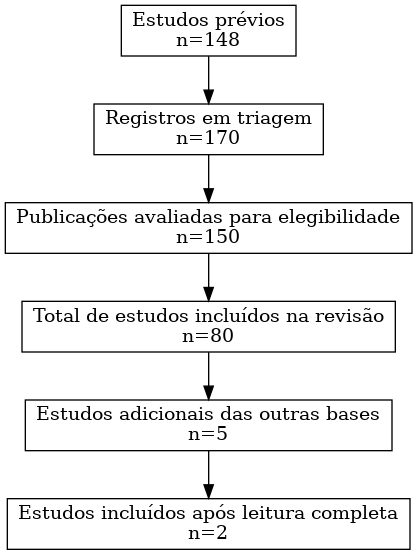 Estudos prévios
n=148
Registros em triagem
n=170
Publicações avaliadas para elegibilidade
n=150
Total de estudos incluídos na revisão
n=80
Estudos adicionais das outras bases
n=5
Estudos incluídos após leitura completa
n=2